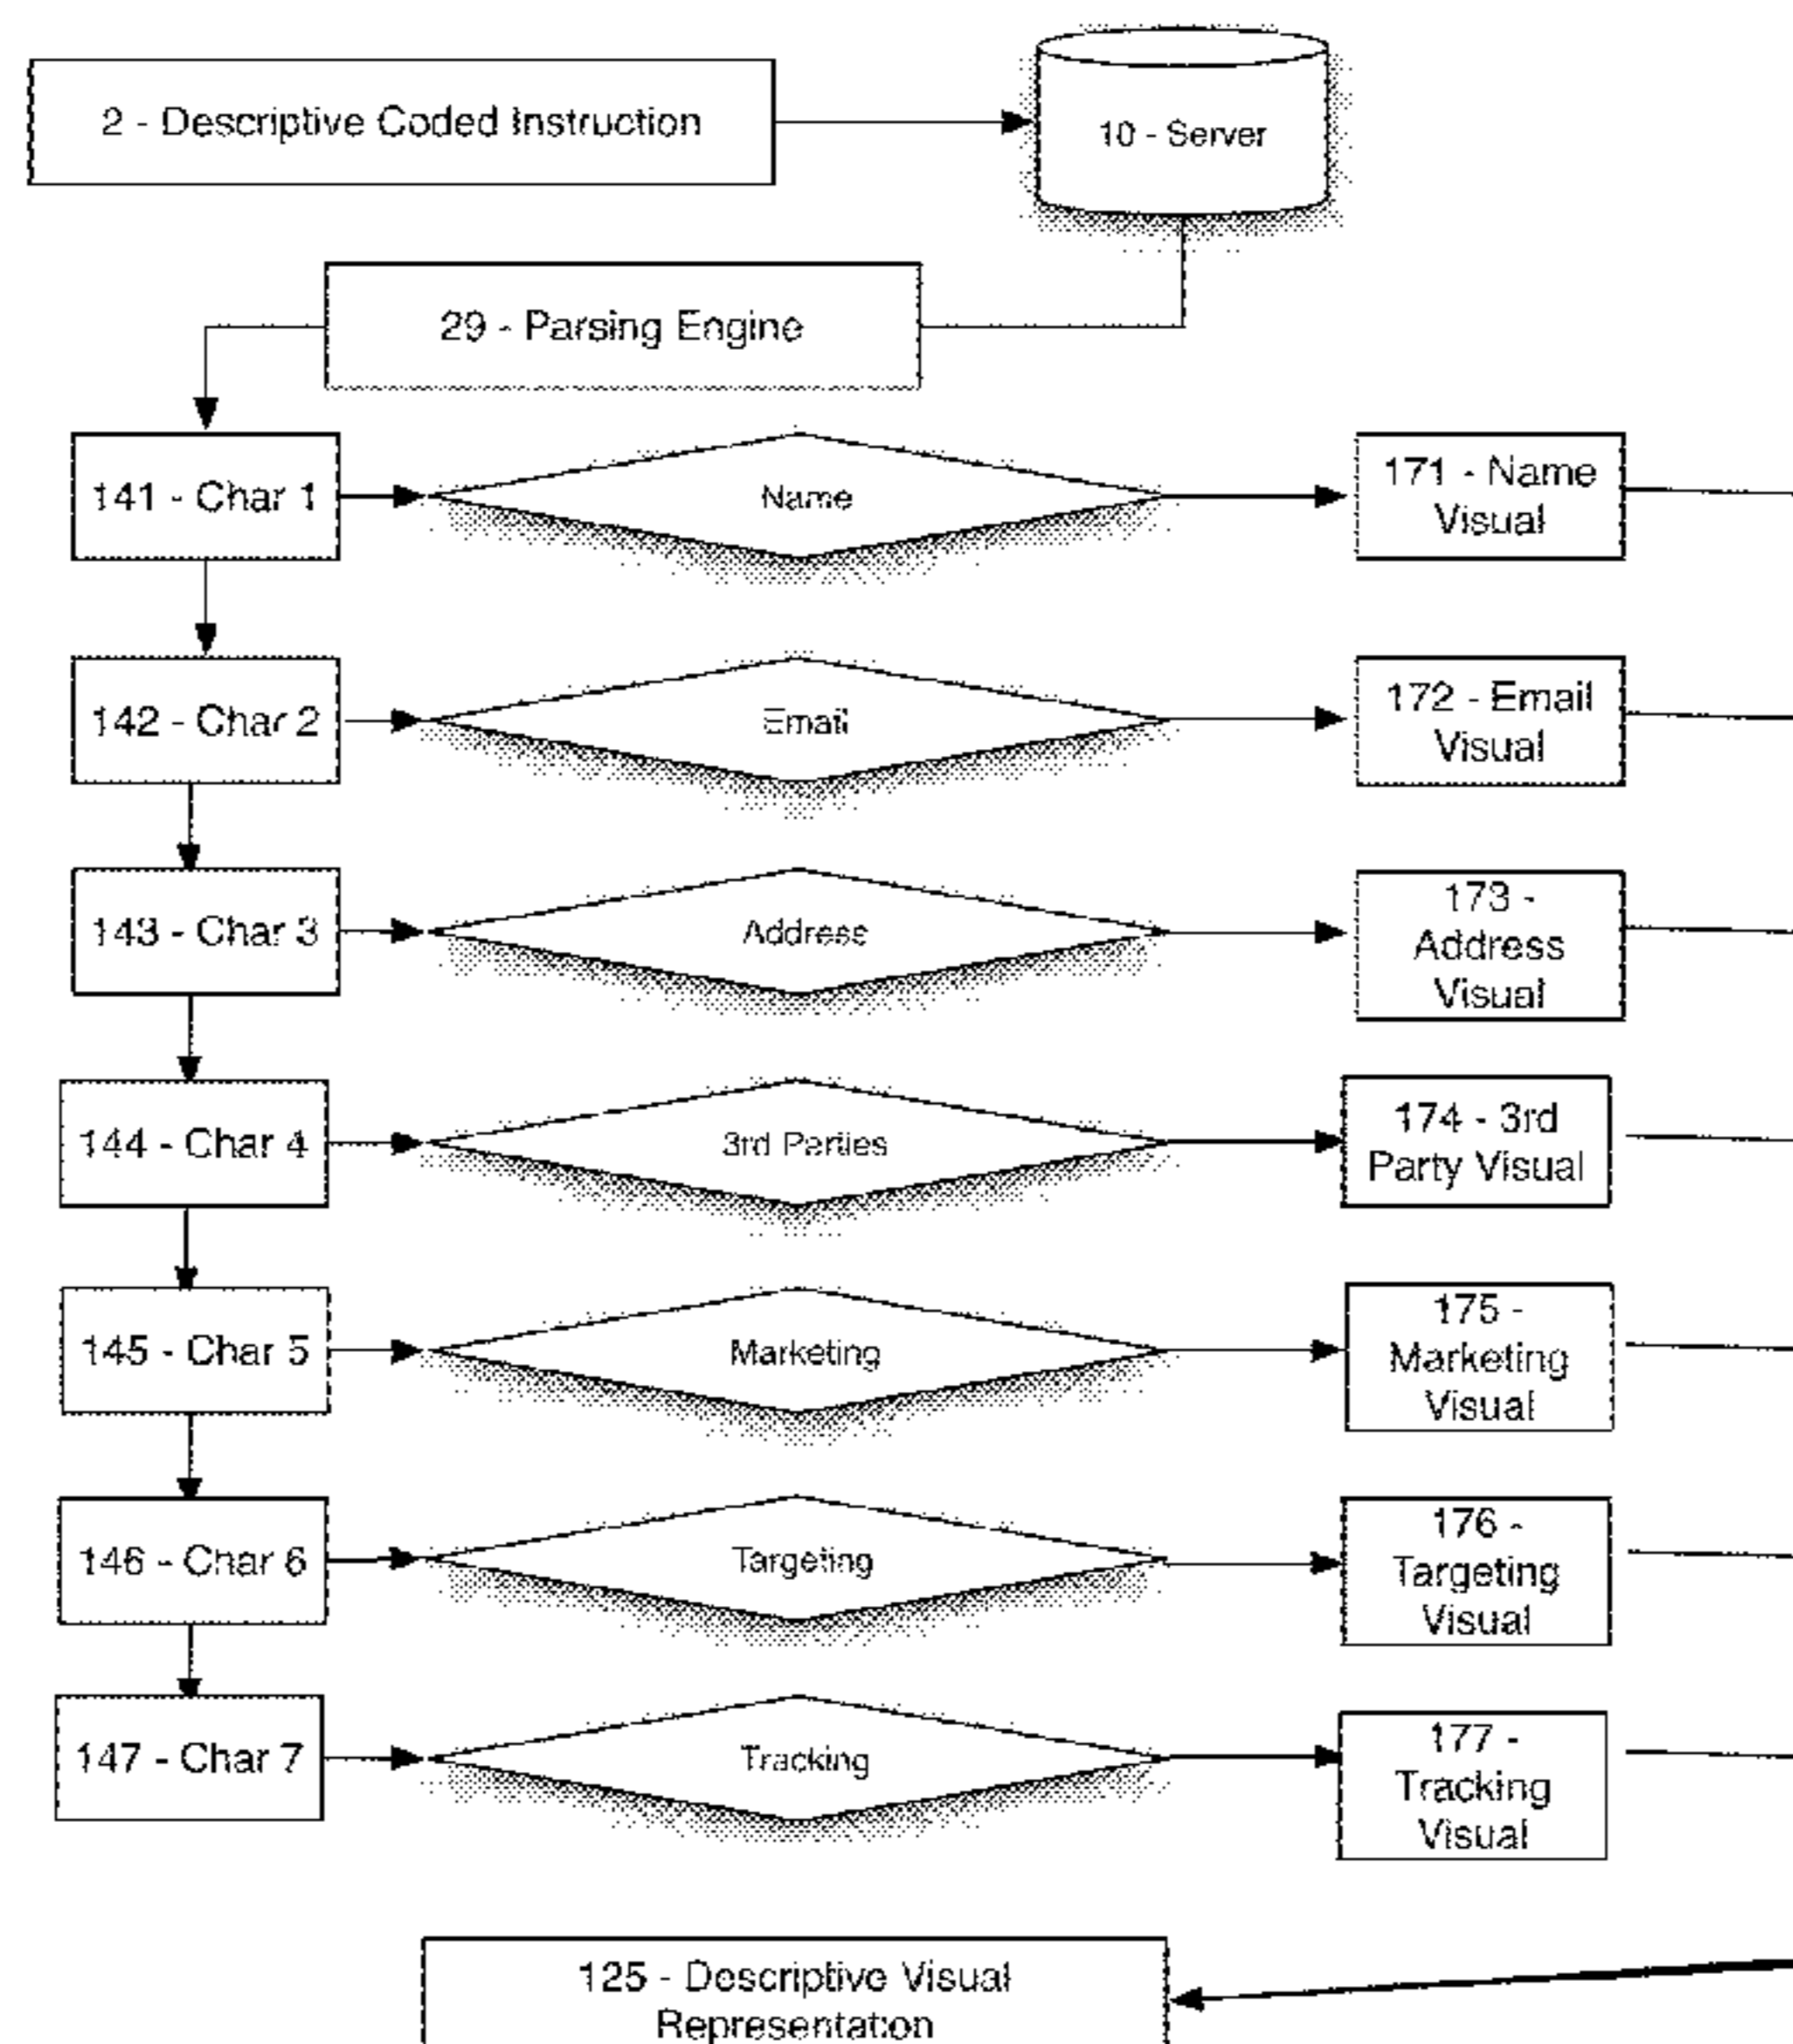 2 - Descriptive Coded Instruction
10 - Server
29 - Parsing Engine
141 - Char 1
Name
171 - Name
Visual
142 - Char 2
Email
172 - Email
Visual
143 - Char 3
Address
173 -
Address
Visual
144 - Char 4
3rd Parties
174 - 3rd
Party Visual
145 - Char 5
Marketing
175 -
Marketing
Visual
146 - Char 6
Targeting
176 -
Targeting
Visual
147 - Char 7
Tracking
177 -
Tracking
Visual
125 - Descriptive Visual
Representation